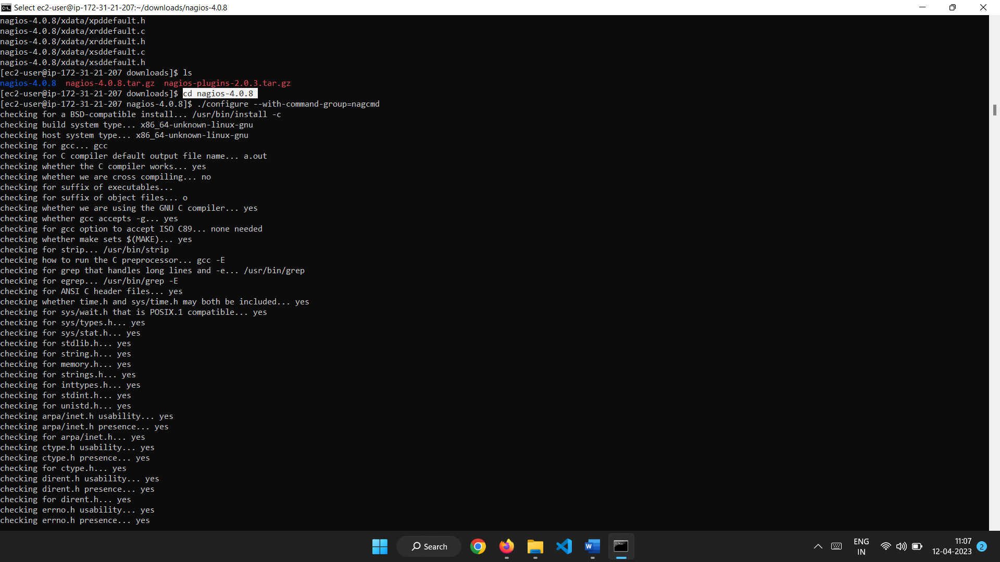 Select ec2-user@ip-172-31-21-207:~/downloads/nagios-4.0.8
nagios-4.0.8/xdata/xpddefault.h
nagios-4.0.8/xdata/xrddefault.c
nagios-4.0.8/xdata/xrddefault.h
nagios-4.0.8/xdata/xsddefault.c
nagios-4.0.8/xdata/xsddefault.h
[ec2-user@ip-172-31-21-207 downloads]$ ls
nagios-4.0.8  nagios-4.0.8.tar.gz  nagios-plugins-2.0.3.tar.gz
[ec2-user@ip-172-31-21-207 downloads]$ cd nagios-4.0.8
[ec2-user@ip-172-31-21-207 nagios-4.0.8]$ ./configure --with-command-group=nagcmd
checking for a BSD-compatible install... /usr/bin/install -c
checking build system type... x86_64-unknown-linux-gnu
checking host system type... x86_64-unknown-linux-gnu
checking for gcc... gcc
checking for C compiler default output file name... a.out
checking whether the C compiler works... yes
checking whether we are cross compiling... no
checking for suffix of executables...
checking for suffix of object files... o
checking whether we are using the GNU C compiler... yes
checking whether gcc accepts -g... yes
checking for gcc option to accept ISO C89... none needed
checking whether make sets $(MAKE)... yes
checking for strip... /usr/bin/strip
checking how to run the C preprocessor... gcc -E
checking for grep that handles long lines and -e... /usr/bin/grep
checking for egrep... /usr/bin/grep -E
checking for ANSI C header files... yes
checking whether time.h and sys/time.h may both be included... yes
checking for sys/wait.h that is POSIX.1 compatible... yes
checking for sys/types.h... yes
checking for sys/stat.h... yes
checking for stdlib.h... yes
checking for string.h... yes
checking for memory.h... yes
checking for strings.h... yes
checking for inttypes.h... yes
checking for stdint.h... yes
checking for unistd.h... yes
checking arpa/inet.h usability... yes
checking arpa/inet.h presence... yes
checking for arpa/inet.h... yes
checking ctype.h usability... yes
checking ctype.h presence... yes
checking for ctype.h... yes
checking dirent.h usability... yes
checking dirent.h presence... yes
checking for dirent.h... yes
checking errno.h usability... yes
checking errno.h presence... yes
Search
ENG
IN
11:07
12-04-2023
2